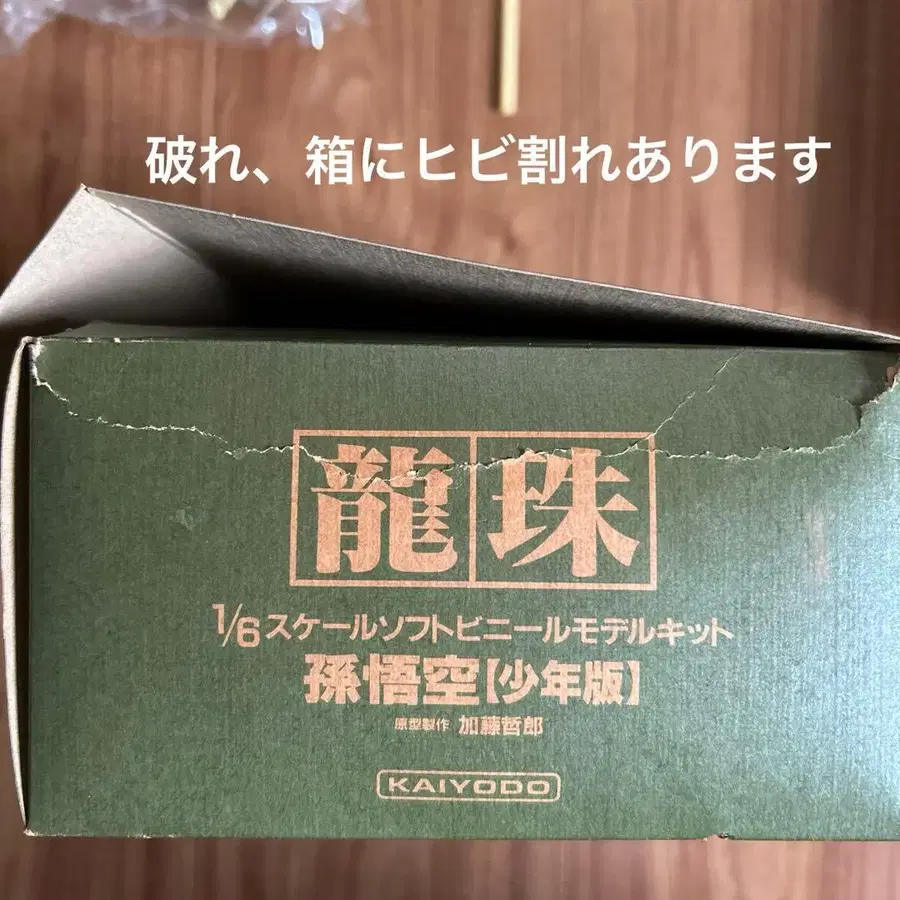 破れ、箱にヒビ割れあります
龍珠
1/6スケールソフトビニールモデルキット
孫悟空【少年版】
原型製作 加藤哲郎
KAIYODO